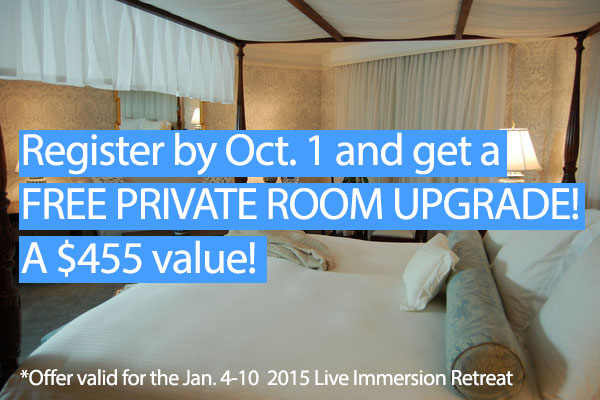 Register by Oct. 1 and get a
FREE PRIVATE ROOM UPGRADE!
A $455 value!
*Offer valid for the Jan. 4-10 2015 Live Immersion Retreat